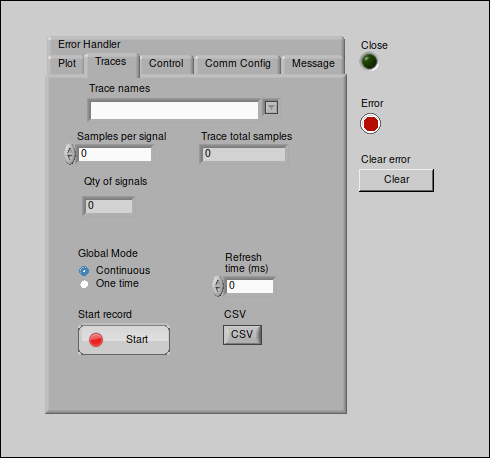 Error Handler
Plot Traces Control Comm Config Message
Close
Trace names
Error
Samples per signal Trace total samples
0 0
Clear error
Clear
Qty of signals
0
Global Mode
Continuous
One time
Refresh
time (ms)
0
Start record CSV
Start CSV